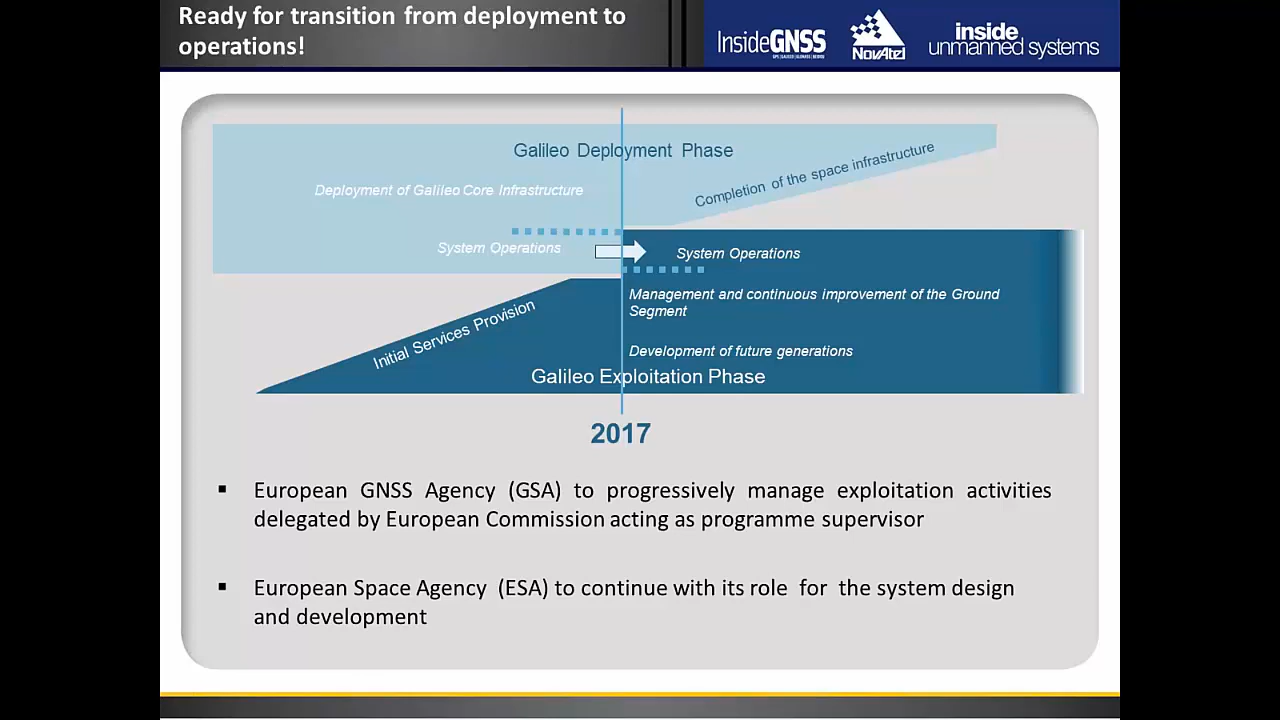 Ready for transition from deployment to
operations!
InsideGNSS
GPS | GALILEO | GLONASS | BEIDOU
NovAtel
inside
unmanned systems
Galileo Deployment Phase
Deployment of Galileo Core Infrastructure
Completion of the space infrastructure
System Operations
System Operations
Initial Services Provision
Management and continuous improvement of the Ground
Segment
Development of future generations
Galileo Exploitation Phase
2017
▪ European GNSS Agency (GSA) to progressively manage exploitation activities
delegated by European Commission acting as programme supervisor
▪ European Space Agency (ESA) to continue with its role for the system design
and development